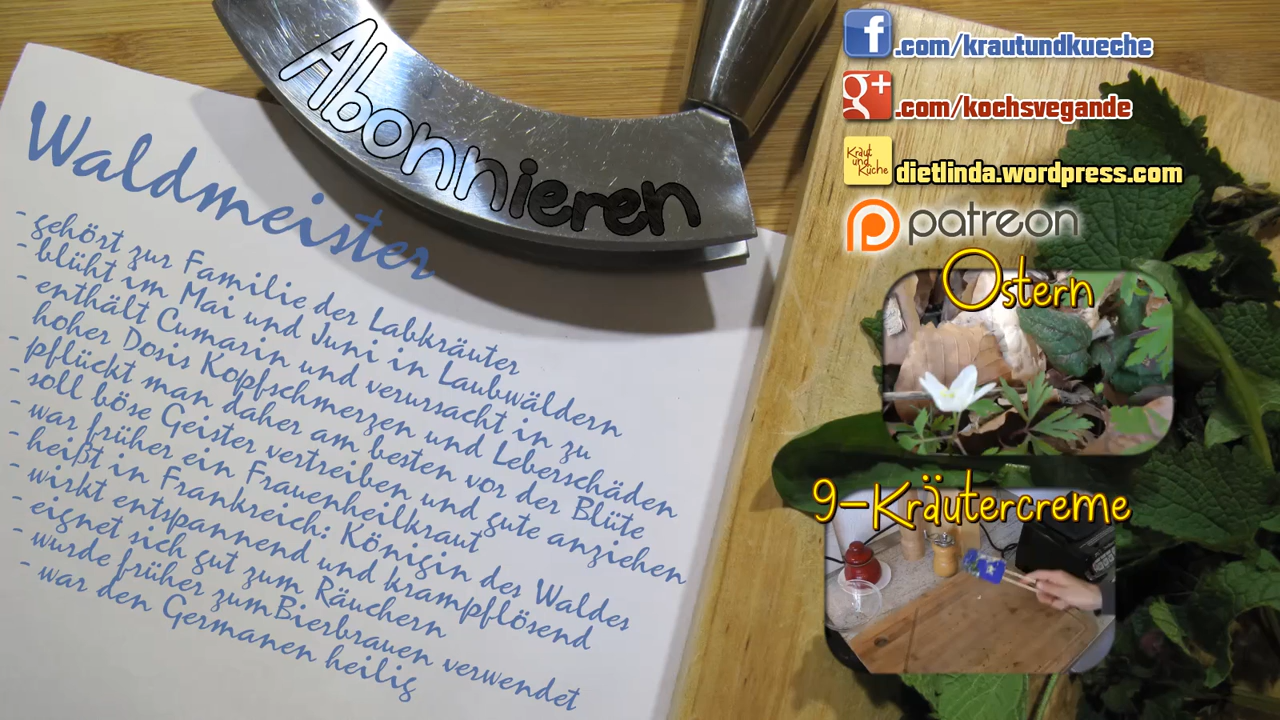 Abonnieren
Waldmeister
- gehört zur Familie der Labkräuter
- blüht im Mai und Juni in Laubwäldern
- enthält Cumarin und verursacht in zu
hoher Dosis Kopfschmerzen und Leberschäden
- pflückt man daher am besten vor der Blüte
- soll böse Geister vertreiben und gute anziehen
- war früher ein Frauenheilkraut
- heißt in Frankreich: Königin des Waldes
- wirkt entspannend und krampflösend
- eignet sich gut zum Räuchern
- wurde früher zum Bierbrauen verwendet
- war den Germanen heilig
f .com/krautundkueche
g+ .com/kochsvegande
Kraut
und
Küche
dietlinda.wordpress.com
patreon
Ostern
9-Kräutercreme